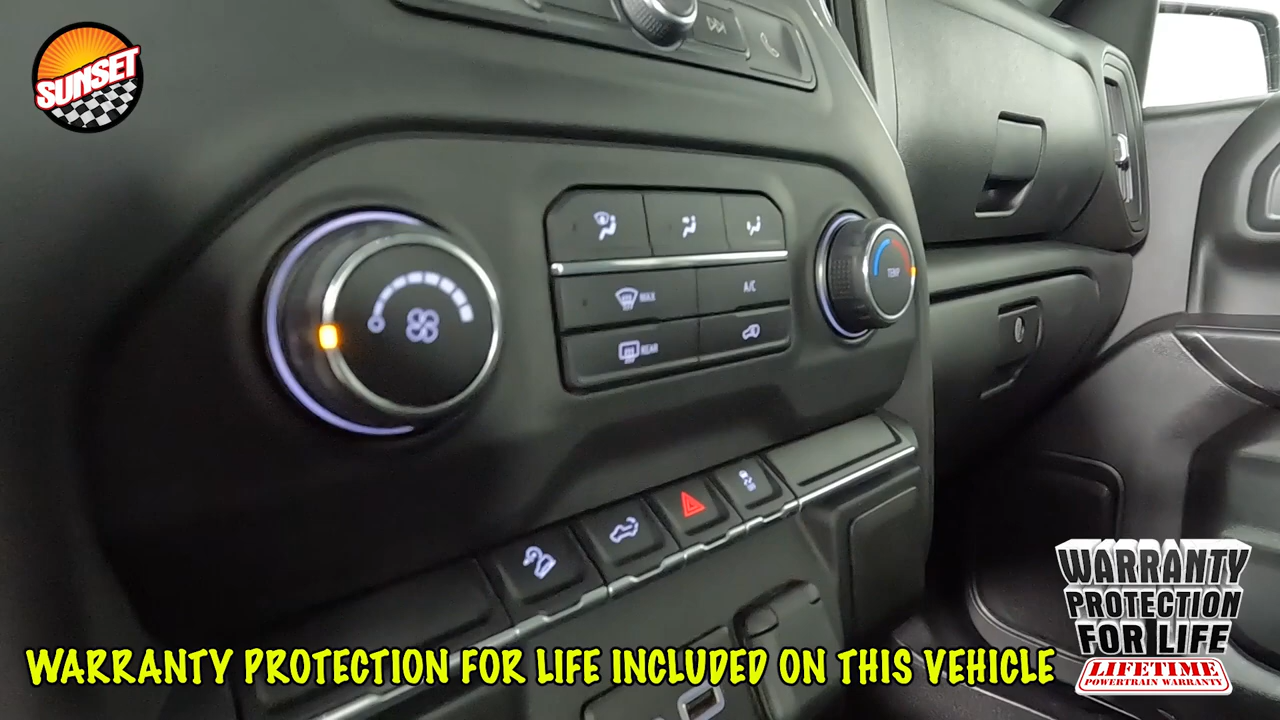 SUNSET
TEMP
MAX
A/C
REAR
WARRANTY
PROTECTION
FOR LIFE
LIFETIME
POWERTRAIN WARRANTY
WARRANTY PROTECTION FOR LIFE INCLUDED ON THIS VEHICLE